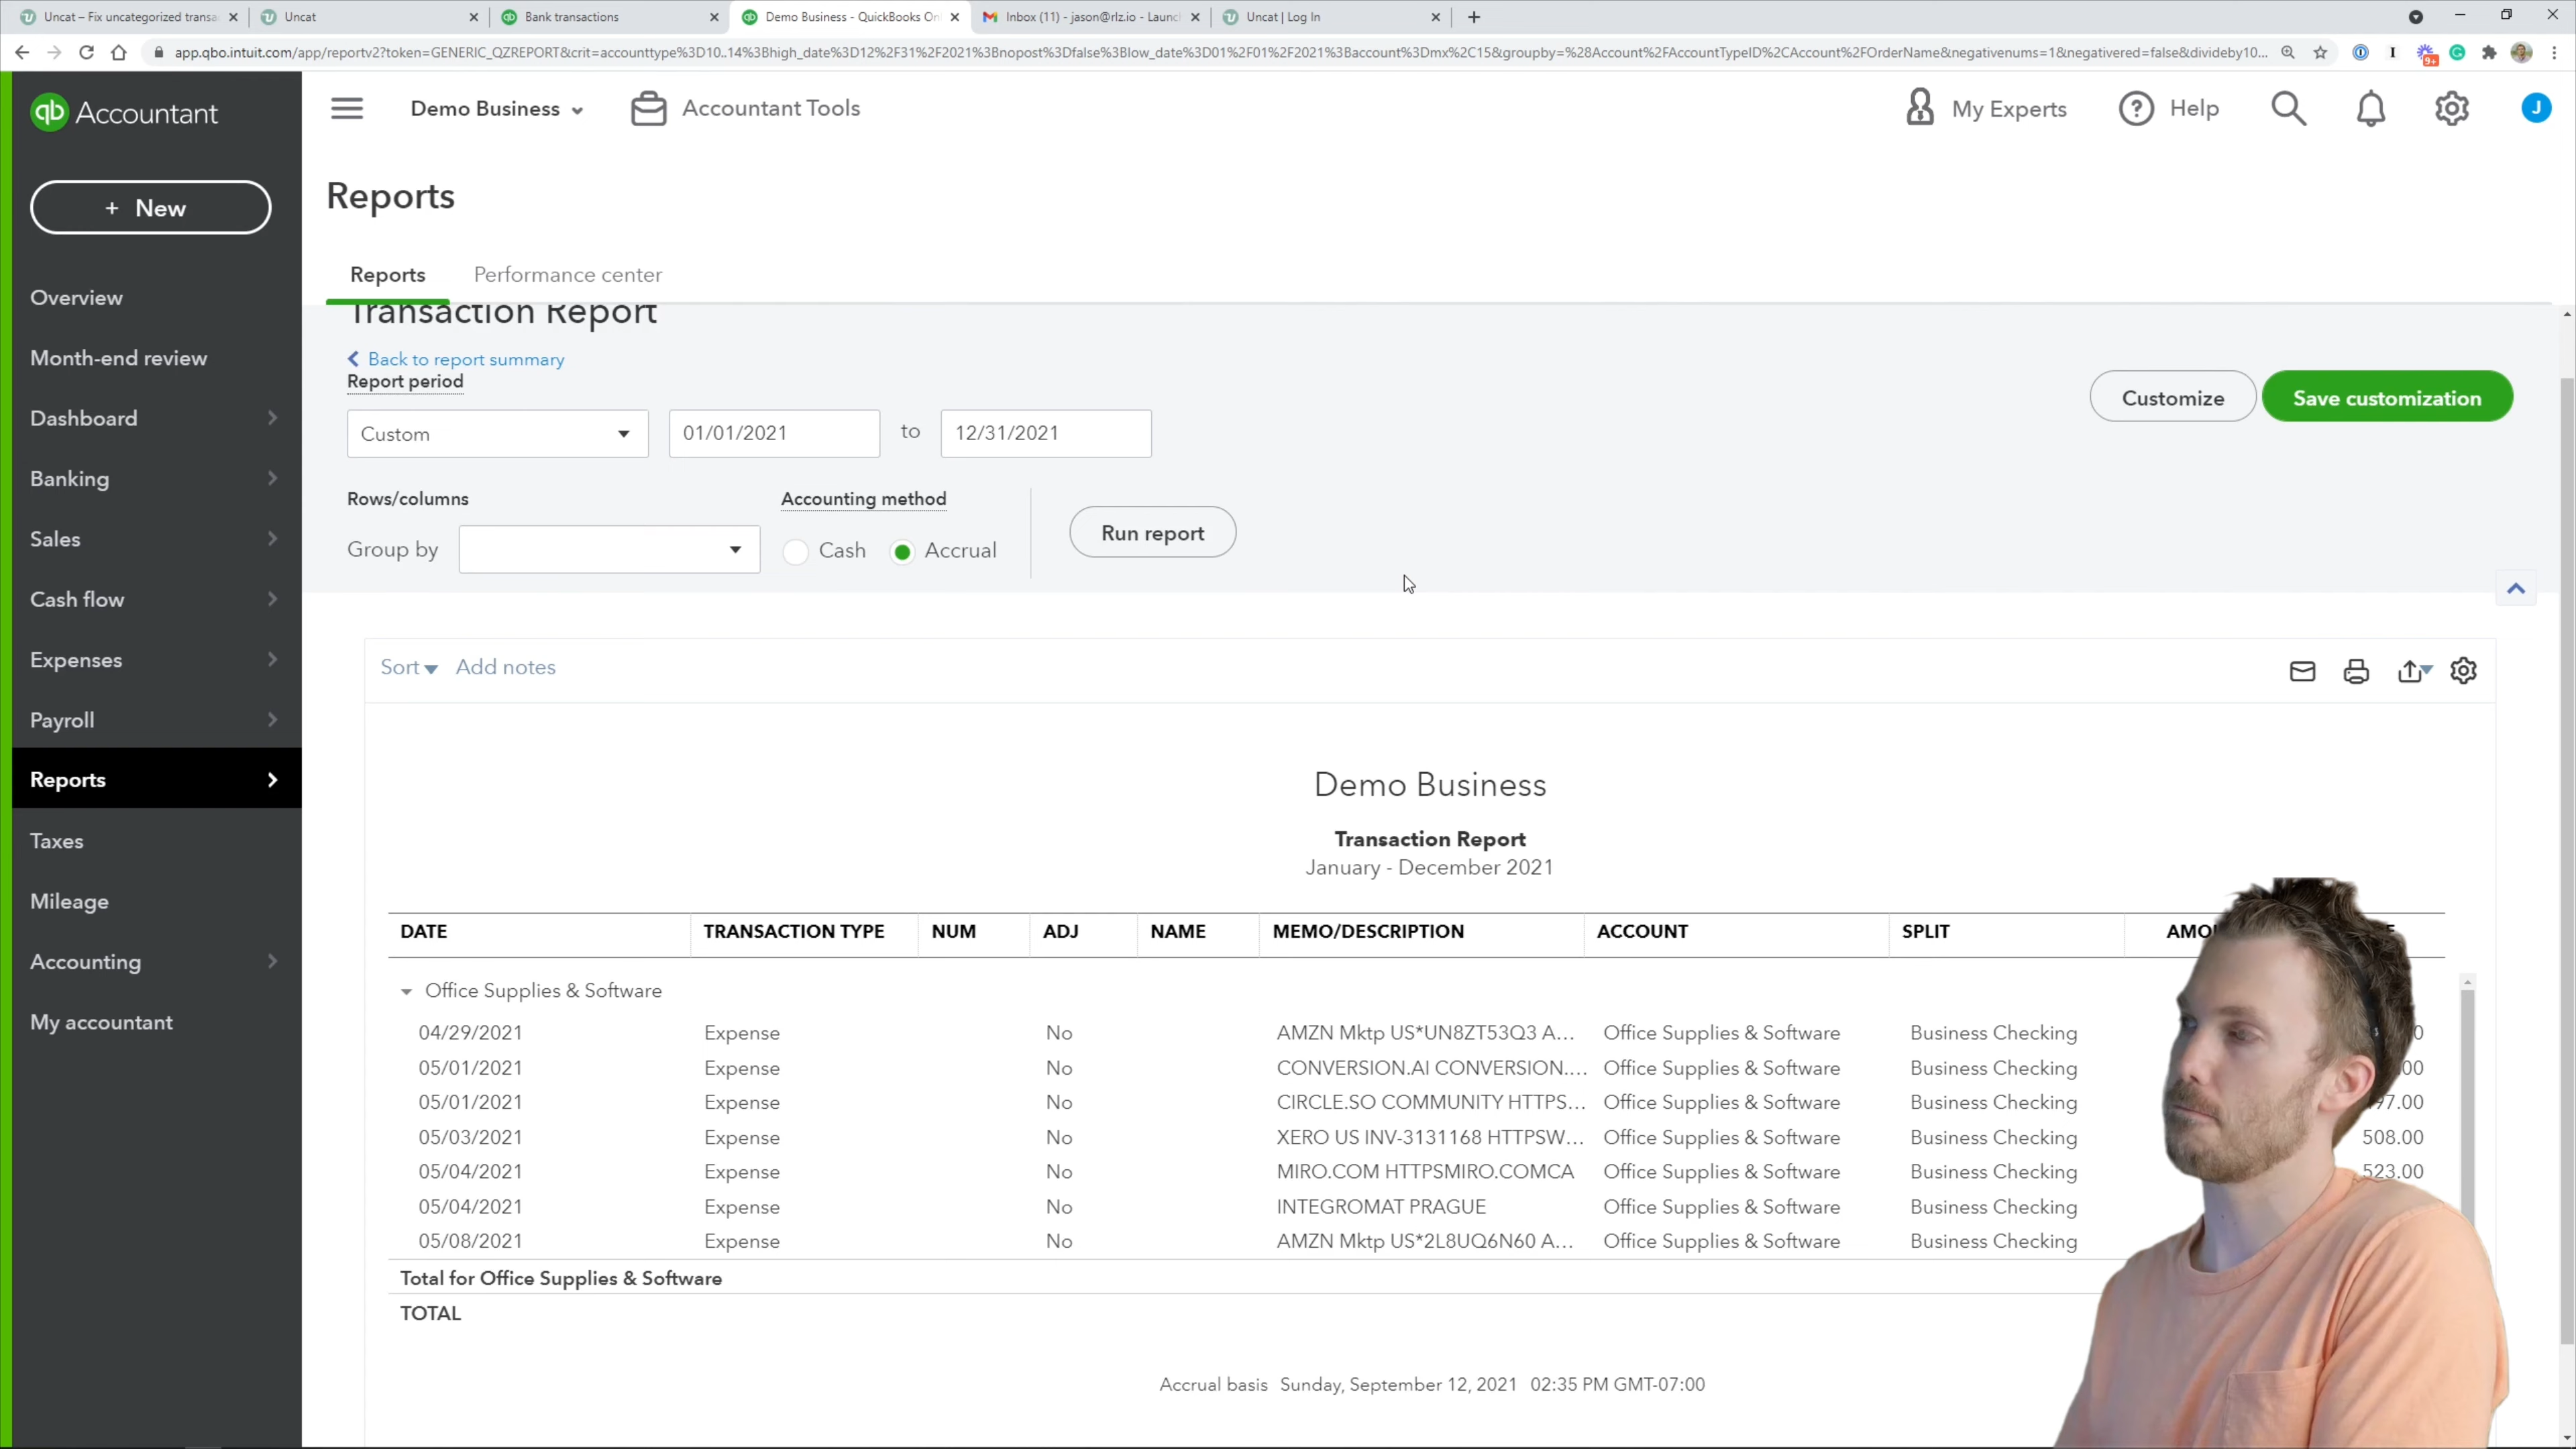 Uncat – Fix uncategorized transa
Uncat
Bank transactions
Demo Business - QuickBooks On
Inbox (11) - jason@rlz.io - Launch
Uncat | Log In
app.qbo.intuit.com/app/reportv2?token=GENERIC_QZREPORT&crit=accounttype%3D10..14%3Bhigh_date%3D12%2F31%2F2021%3Bnopost%3Dfalse%3Blow_date%3D01%2F01%2F2021%3Baccount%3Dmx%2C15&groupby=%28Account%2FAccountTypeID%2CAccount%2FOrderName&negativenums=1&negativered=false&divideby10...
9+
qb Accountant
Demo Business
Accountant Tools
My Experts
Help
J
+ New
Overview
Month-end review
Dashboard
Banking
Sales
Cash flow
Expenses
Payroll
Reports
Taxes
Mileage
Accounting
My accountant
Reports
Reports Performance center
Transaction Report
Back to report summary
Report period
Custom 01/01/2021 to 12/31/2021
Customize Save customization
Rows/columns Accounting method
Group by Cash Accrual Run report
Sort Add notes
Demo Business
Transaction Report
January - December 2021
DATE TRANSACTION TYPE NUM ADJ NAME MEMO/DESCRIPTION ACCOUNT SPLIT
Office Supplies & Software
04/29/2021 Expense No AMZN Mktp US*UN8ZT53Q3 A... Office Supplies & Software Business Checking
05/01/2021 Expense No CONVERSION.AI CONVERSION.... Office Supplies & Software Business Checking
05/01/2021 Expense No CIRCLE.SO COMMUNITY HTTPS... Office Supplies & Software Business Checking
05/03/2021 Expense No XERO US INV-3131168 HTTPSW... Office Supplies & Software Business Checking 508.00
05/04/2021 Expense No MIRO.COM HTTPSMIRO.COMCA Office Supplies & Software Business Checking 523.00
05/04/2021 Expense No INTEGROMAT PRAGUE Office Supplies & Software Business Checking
05/08/2021 Expense No AMZN Mktp US*2L8UQ6N60 A... Office Supplies & Software Business Checking
Total for Office Supplies & Software
TOTAL
Accrual basis Sunday, September 12, 2021 02:35 PM GMT-07:00